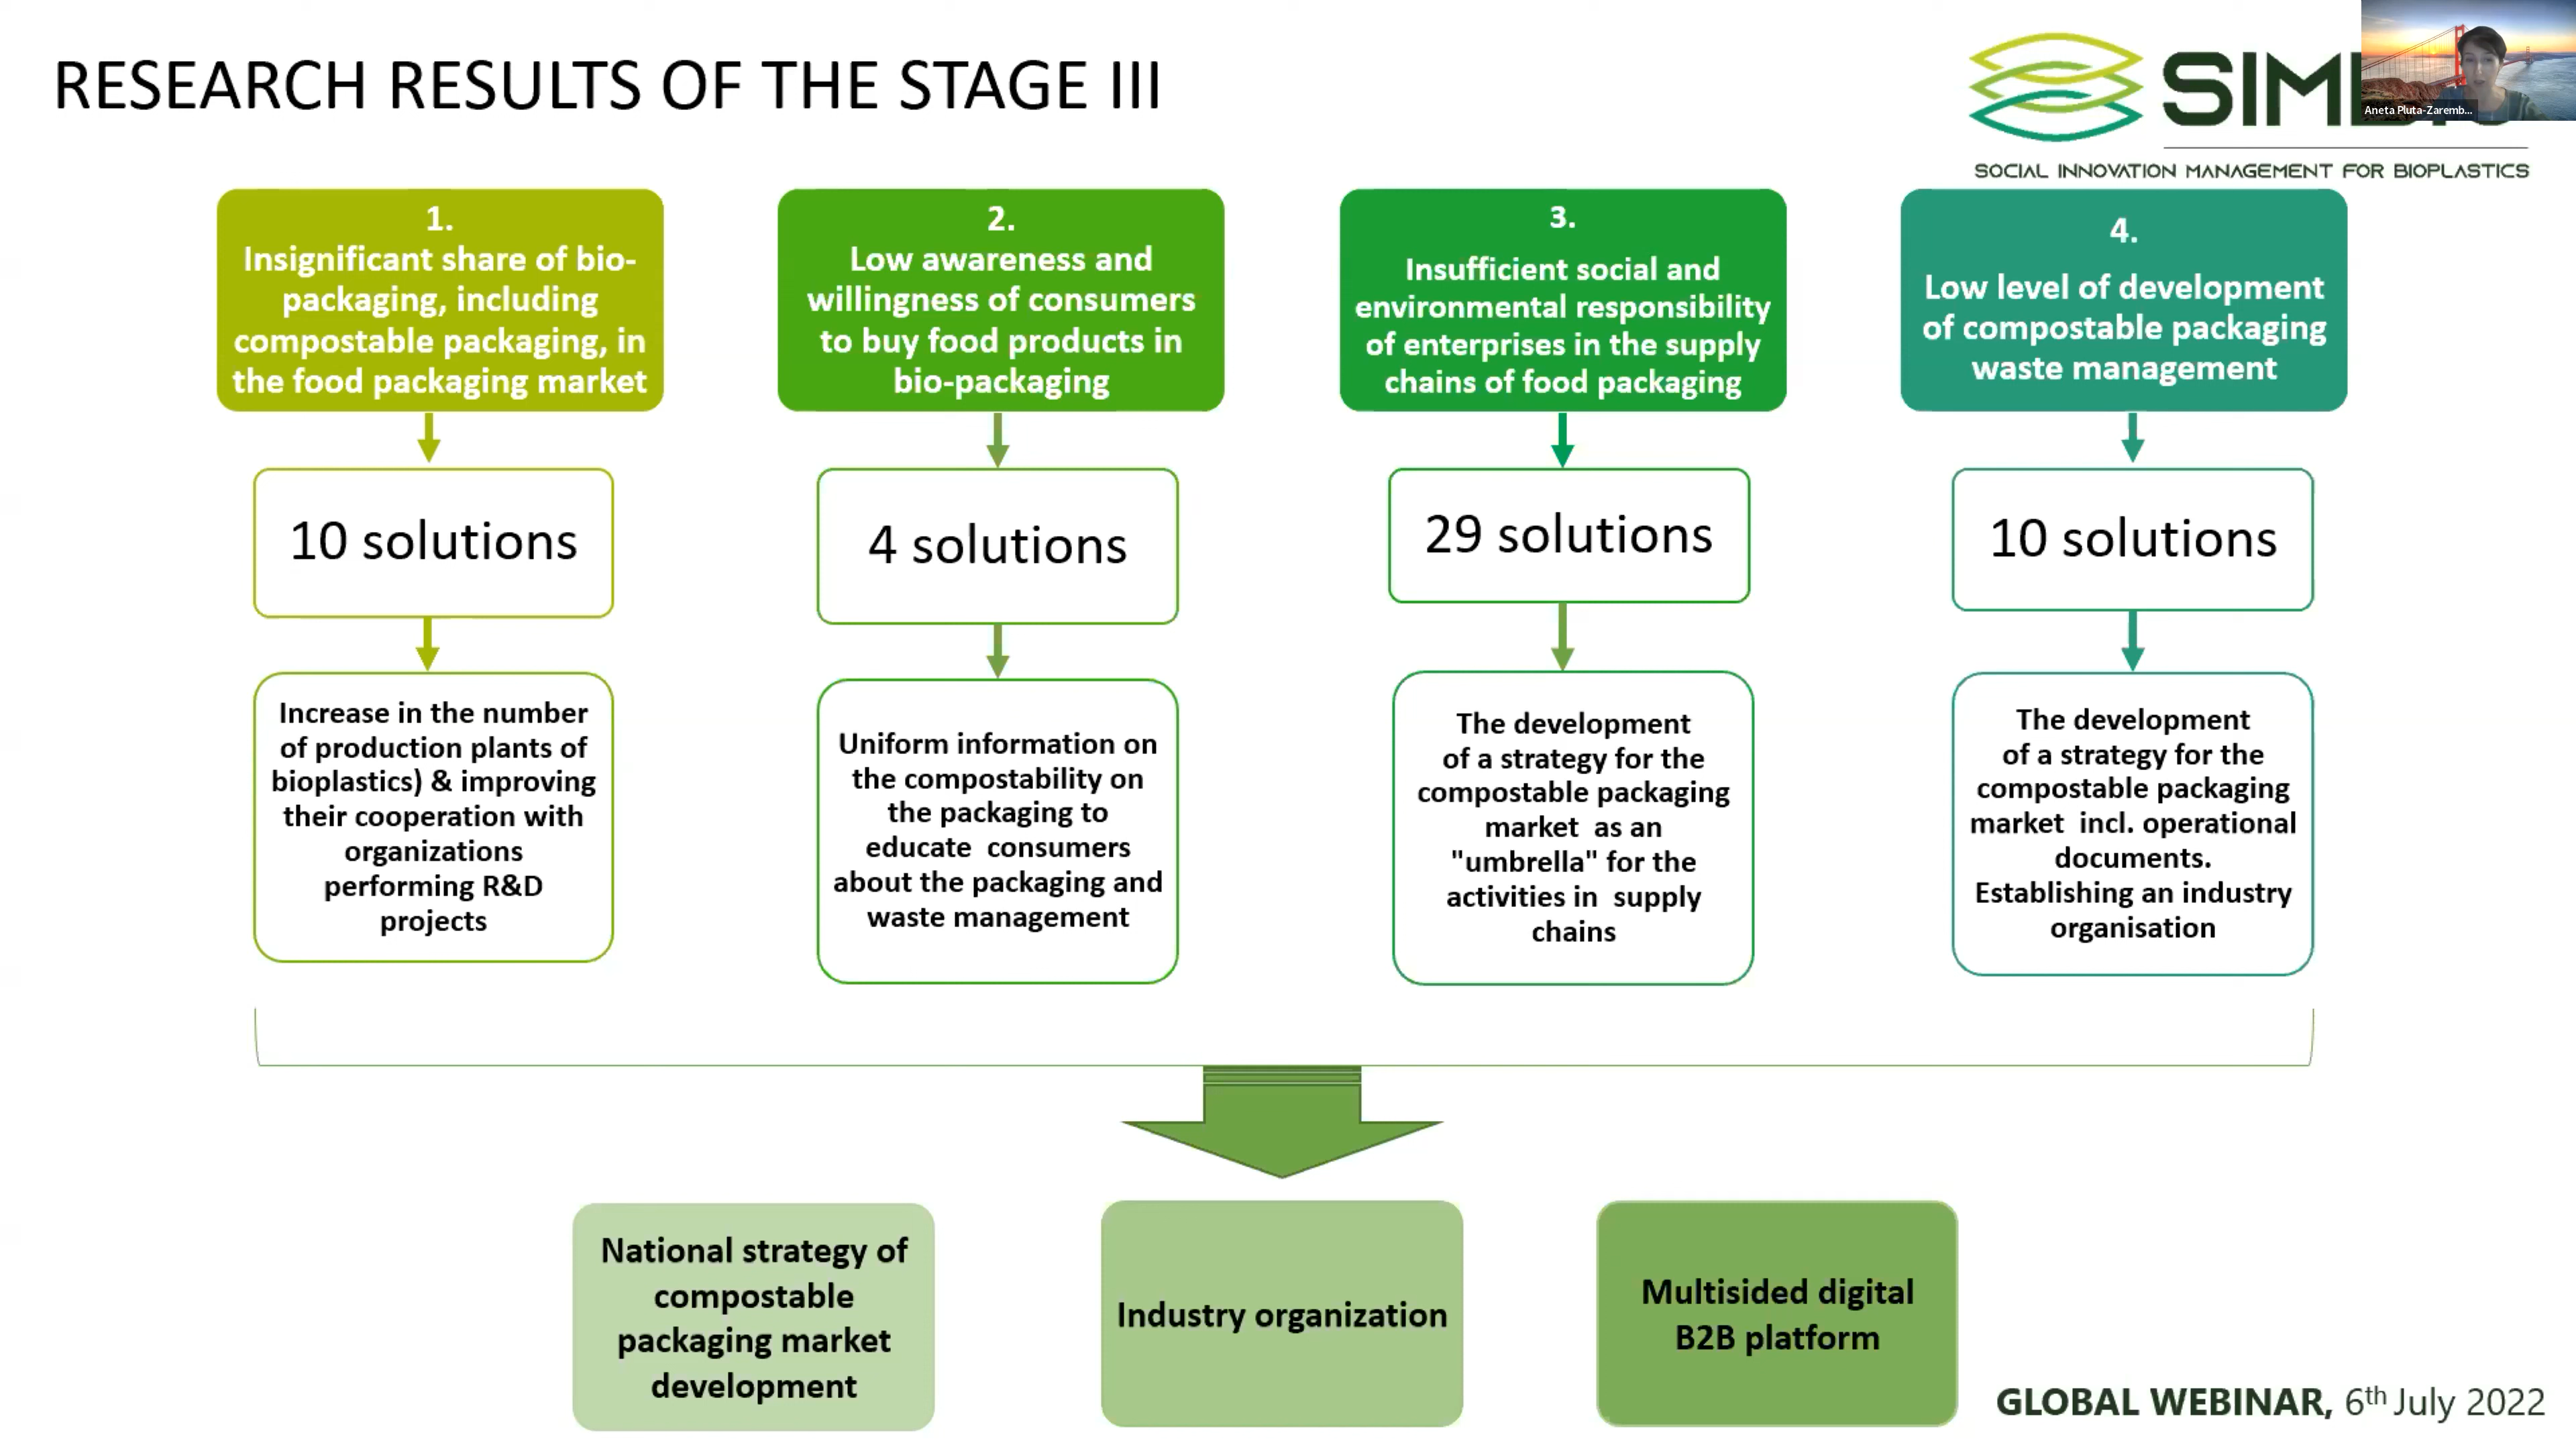 RESEARCH RESULTS OF THE STAGE III
Aneta Pluta-Zaremb...
SOCIAL INNOVATION MANAGEMENT FOR BIOPLASTICS
1.
Insignificant share of bio-
packaging, including
compostable packaging, in
the food packaging market
10 solutions
Increase in the number
of production plants of
bioplastics) & improving
their cooperation with
organizations
performing R&D
projects
2.
Low awareness and
willingness of consumers
to buy food products in
bio-packaging
4 solutions
Uniform information on
the compostability on
the packaging to
educate consumers
about the packaging and
waste management
3.
Insufficient social and
environmental responsibility
of enterprises in the supply
chains of food packaging
29 solutions
The development
of a strategy for the
compostable packaging
market as an
"umbrella" for the
activities in supply
chains
4.
Low level of development
of compostable packaging
waste management
10 solutions
The development
of a strategy for the
compostable packaging
market incl. operational
documents.
Establishing an industry
organisation
National strategy of
compostable
packaging market
development
Industry organization
Multisided digital
B2B platform
GLOBAL WEBINAR, 6th July 2022